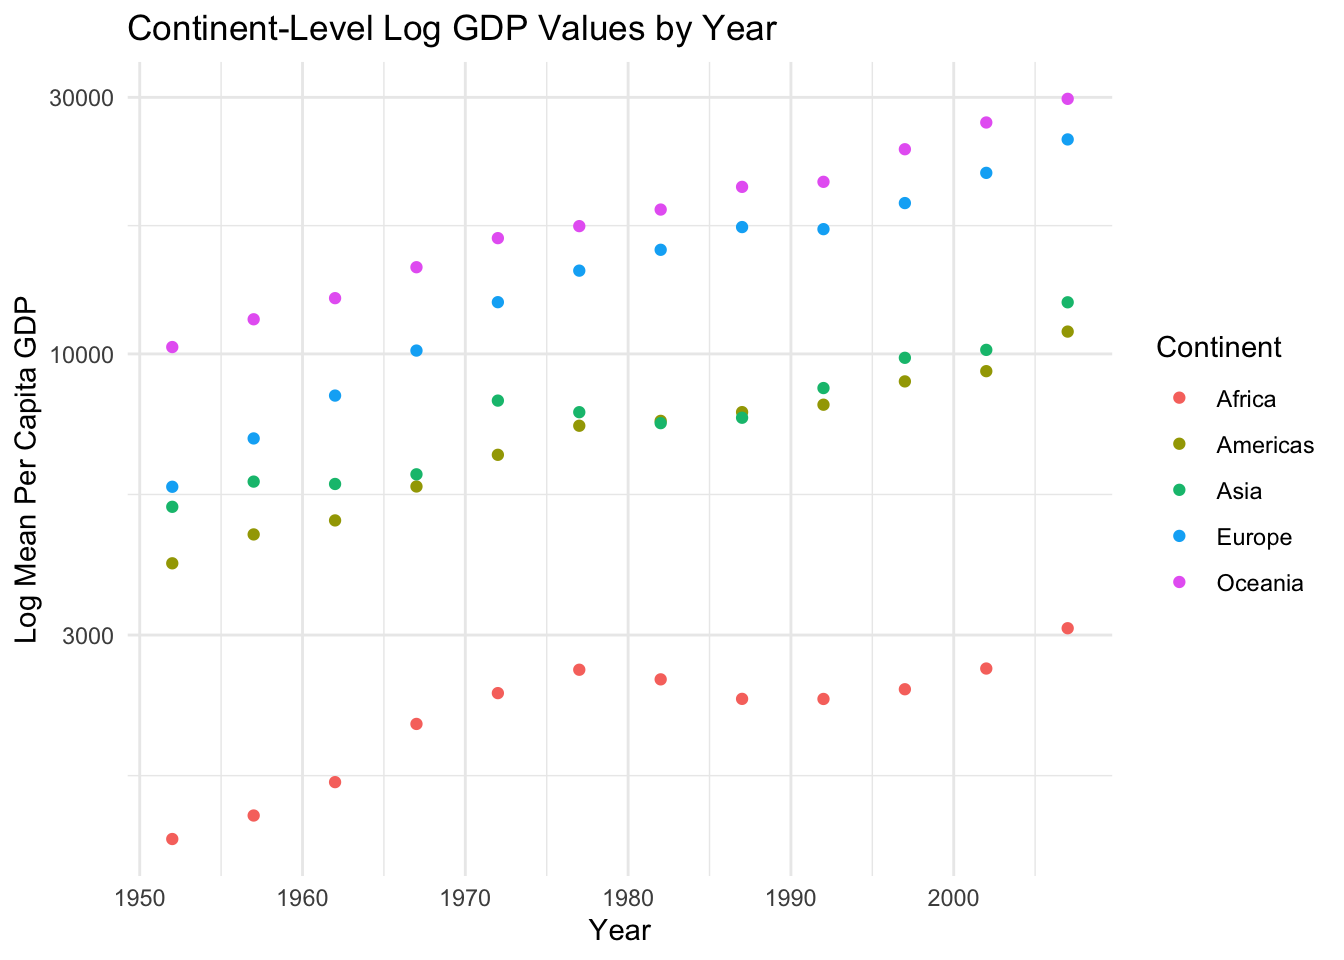 Continent-Level Log GDP Values by Year
Log Mean Per Capita GDP
30000
10000
3000
1950 1960 1970 1980 1990 2000
Year
Continent
Africa
Americas
Asia
Europe
Oceania